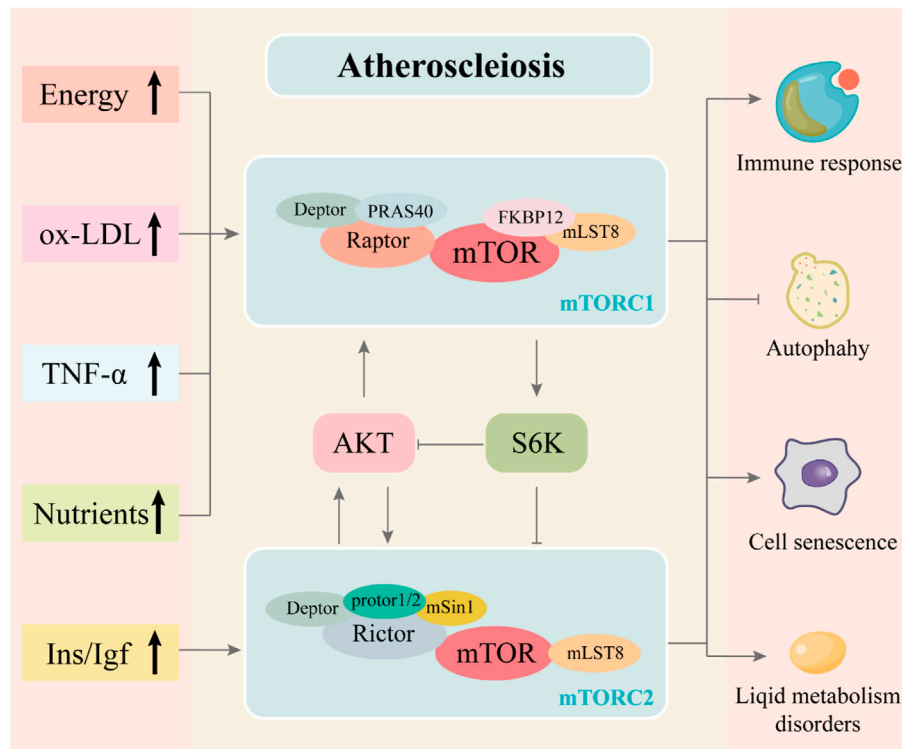 Atheroscleiosis
Energy
ox-LDL
TNF-α
Nutrients
Ins/Igf
Deptor
PRAS40
Raptor
FKBP12
mTOR
mLST8
mTORC1
AKT
S6K
Deptor
protor1/2
mSin1
Rictor
mTOR
mLST8
mTORC2
Immune response
Autophahy
Cell senescence
Liqid metabolism
disorders